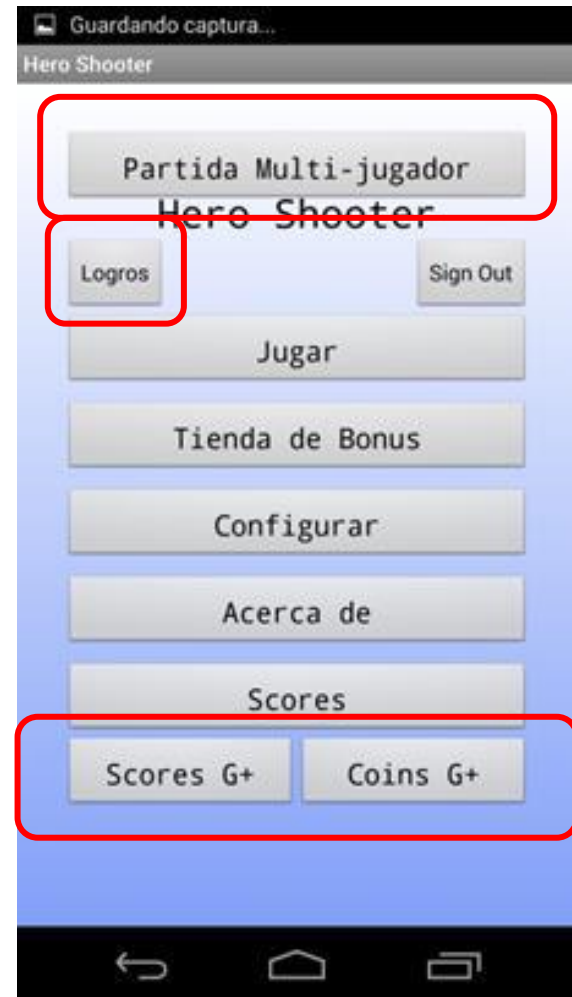 Guardando captura...
Hero Shooter
Partida Multi-jugador
Hero Shooter
Logros
Sign Out
Jugar
Tienda de Bonus
Configurar
Acerca de
Scores
Scores G+
Coins G+